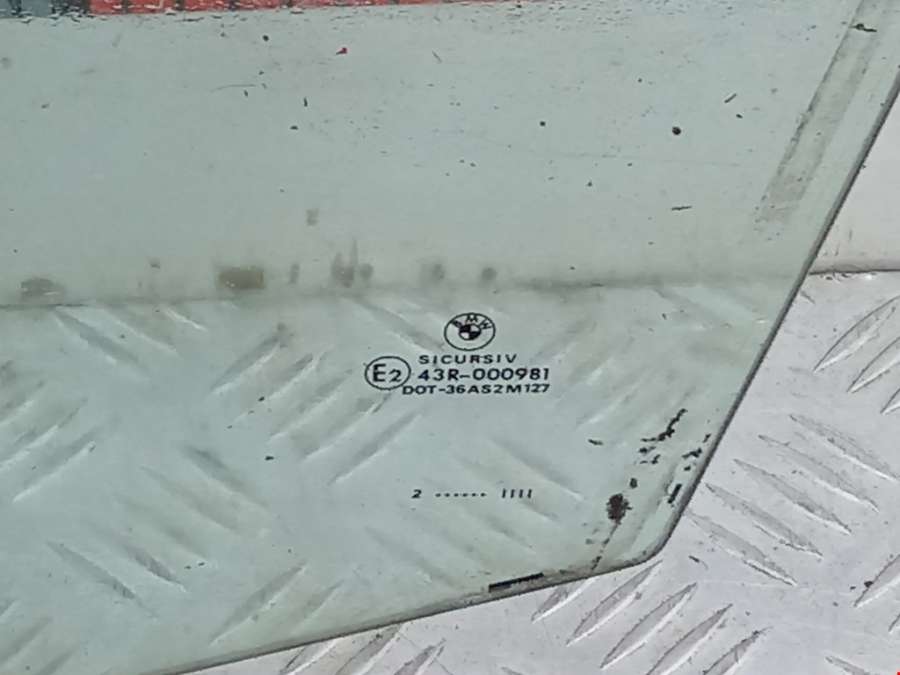 BMW
SICURSIV
E2 43R-000981
DOT-36AS2M127
2 ······ IIII